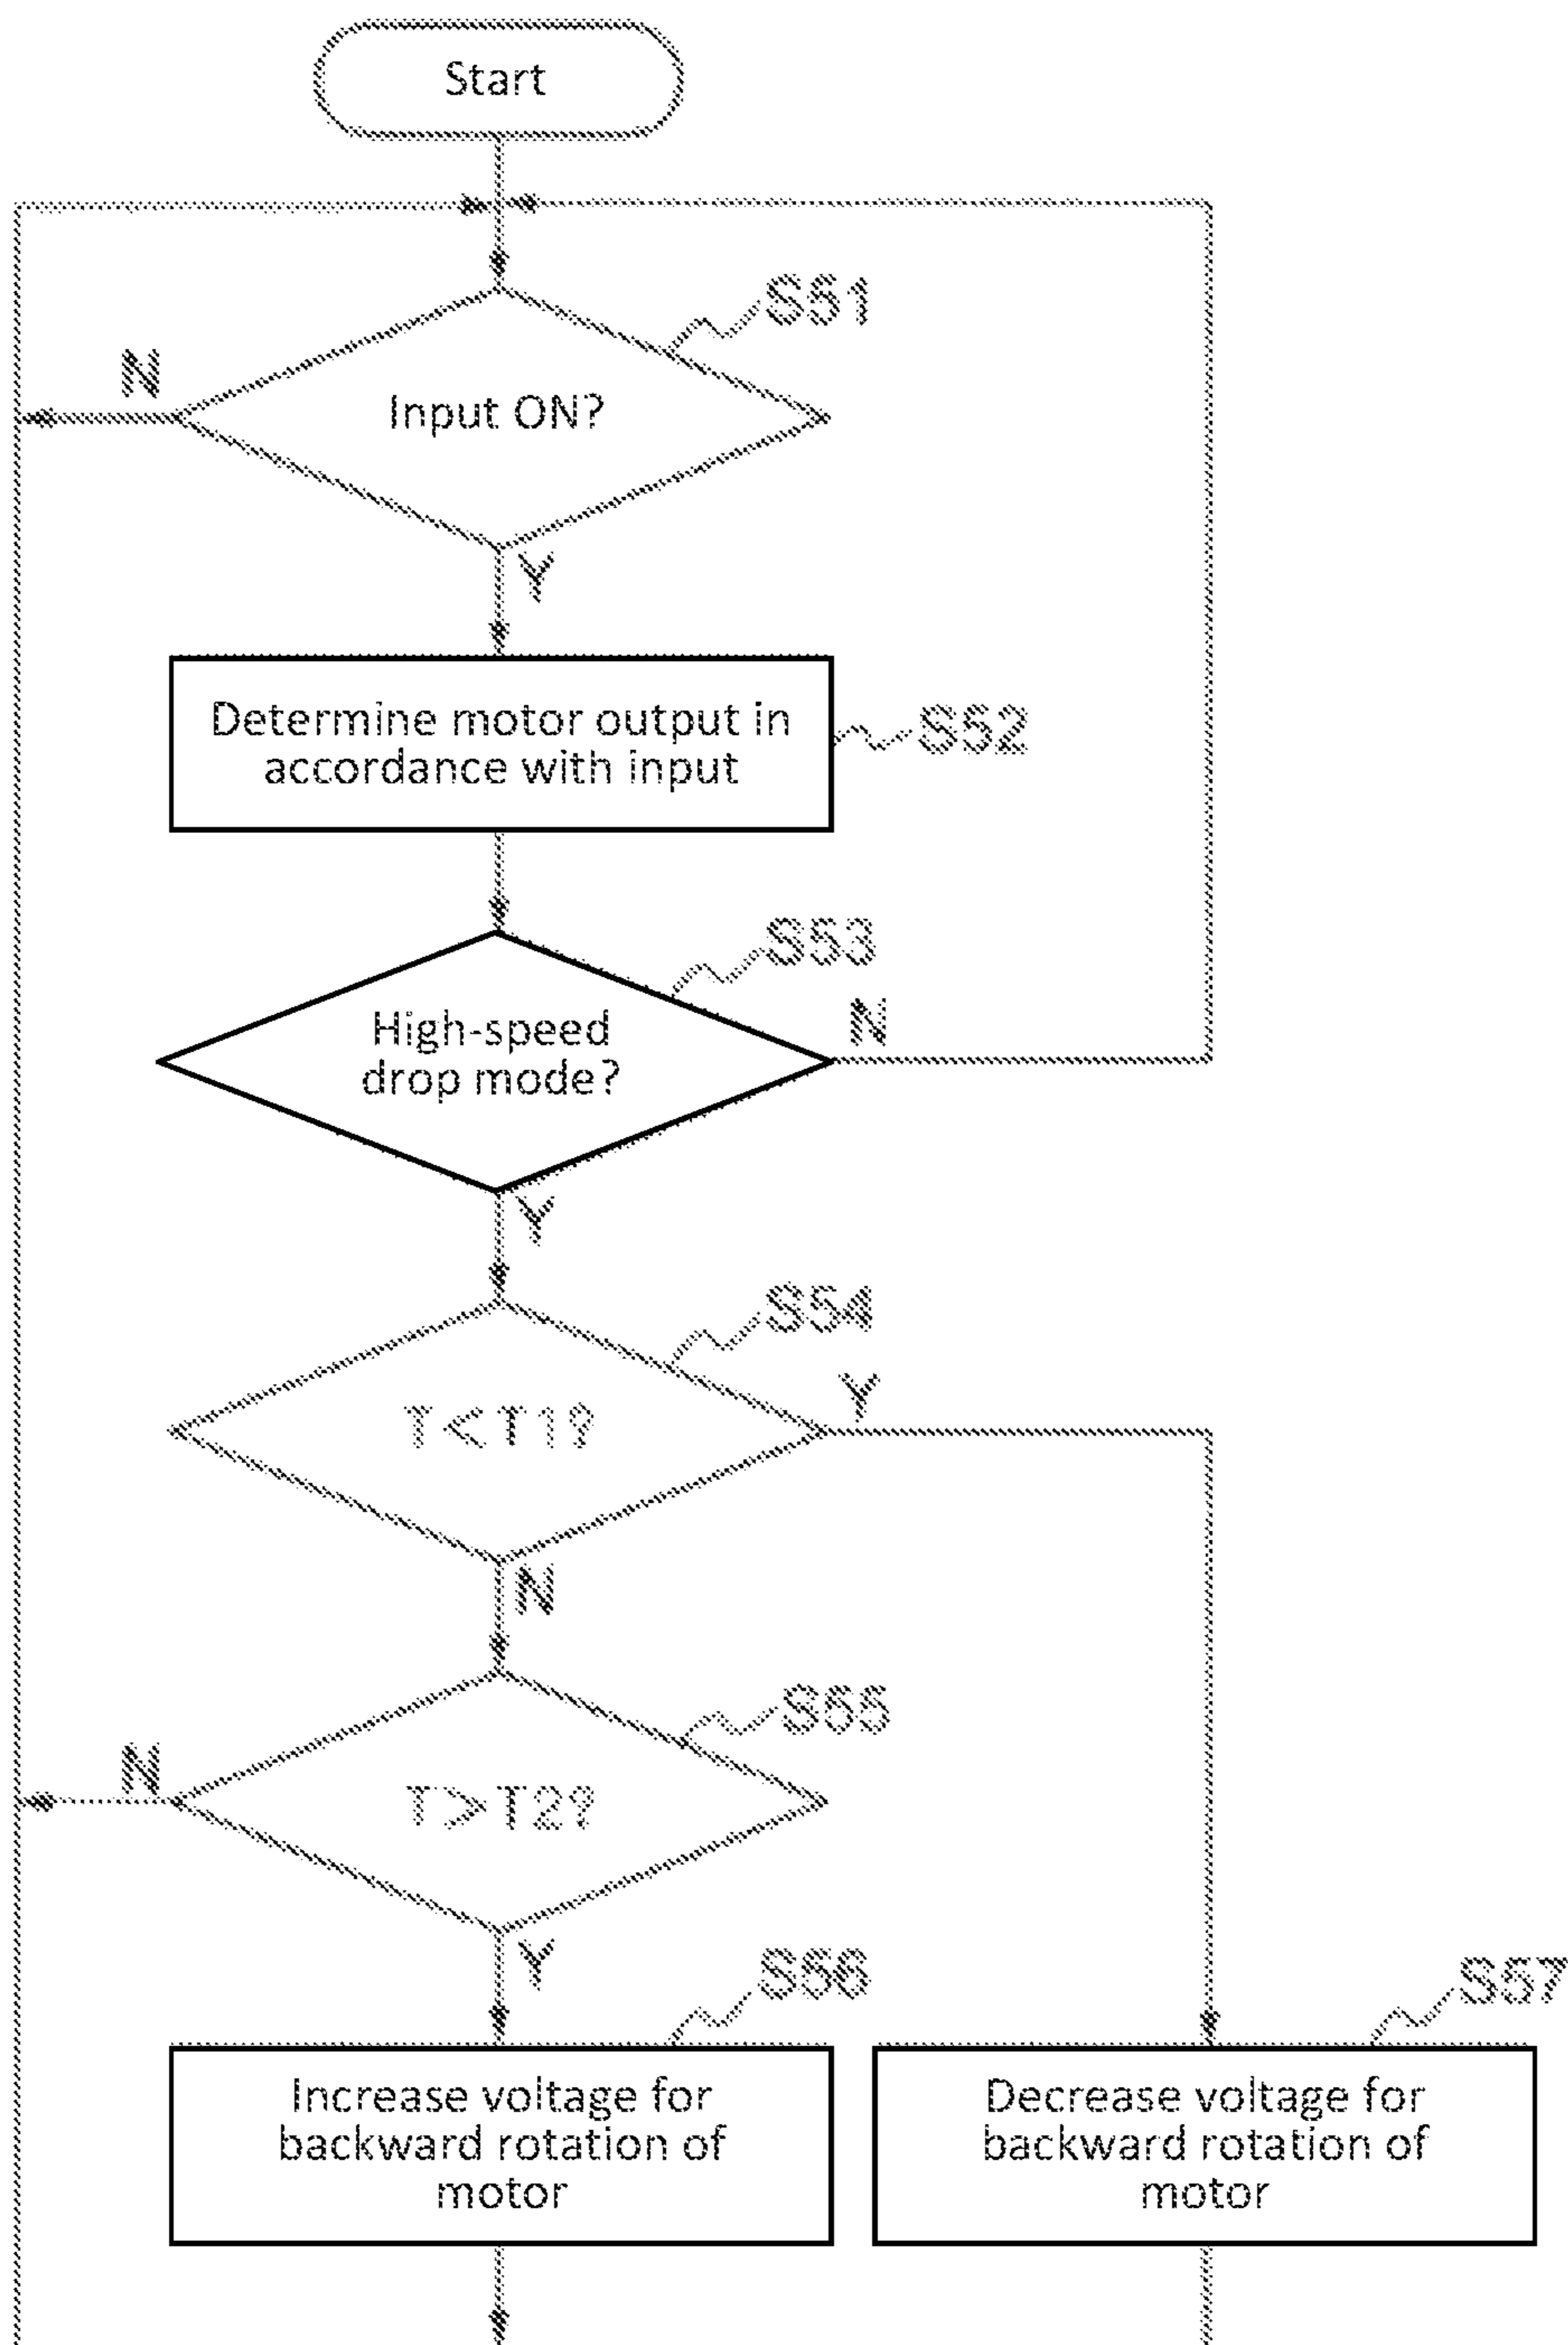 Start
S51
N
Input ON?
Y
Determine motor output in
accordance with input
S52
S53
N
High-speed
drop mode?
Y
S54
Y
T<T1?
N
S55
N
T>T2?
Y
S56
S57
Increase voltage for
backward rotation of
motor
Decrease voltage for
backward rotation of
motor